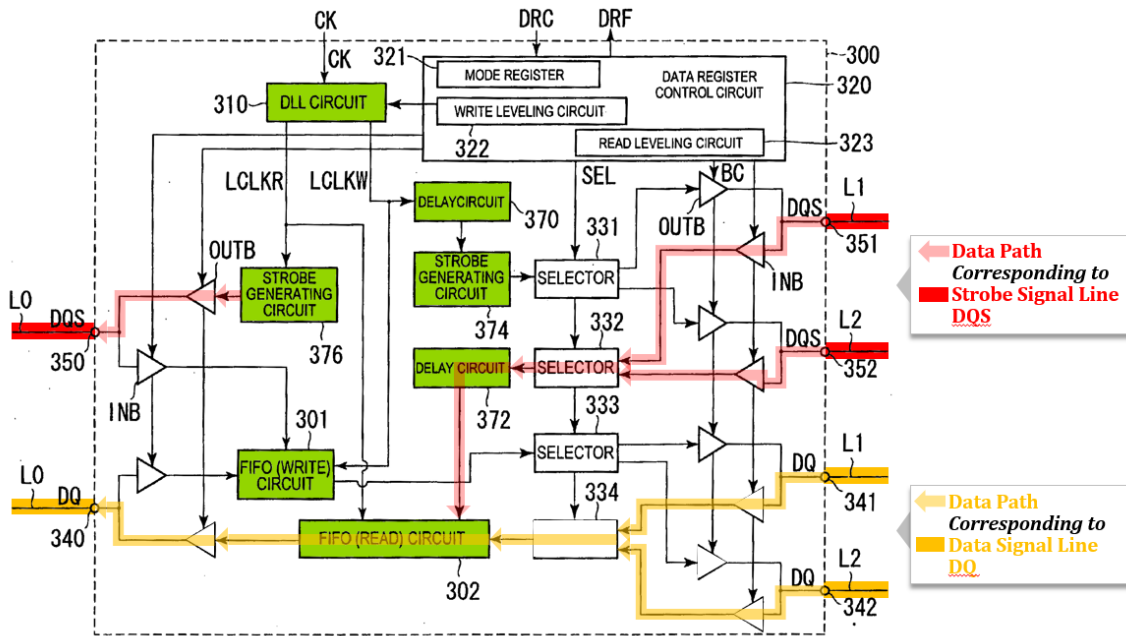 CK
DRC
DRF
CK
300
321
MODE REGISTER
DATA REGISTER
CONTROL CIRCUIT
320
310
DLL CIRCUIT
WRITE LEVELING CIRCUIT
322
READ LEVELING CIRCUIT
323
LCLKR
LCLKW
SEL
BC
DELAYCIRCUIT
370
OUTB
DQS
L1
351
331
INB
OUTB
STROBE
GENERATING
CIRCUIT
376
STROBE
GENERATING
CIRCUIT
374
SELECTOR
L0
DQS
350
332
DQS
L2
352
DELAY CIRCUIT
372
SELECTOR
INB
333
301
FIFO (WRITE)
CIRCUIT
SELECTOR
L0
DQ
340
DQ
L1
341
334
FIFO (READ) CIRCUIT
302
DQ
L2
342
Data Path
Corresponding to
Strobe Signal Line
DQS
Data Path
Corresponding to
Data Signal Line
DQ